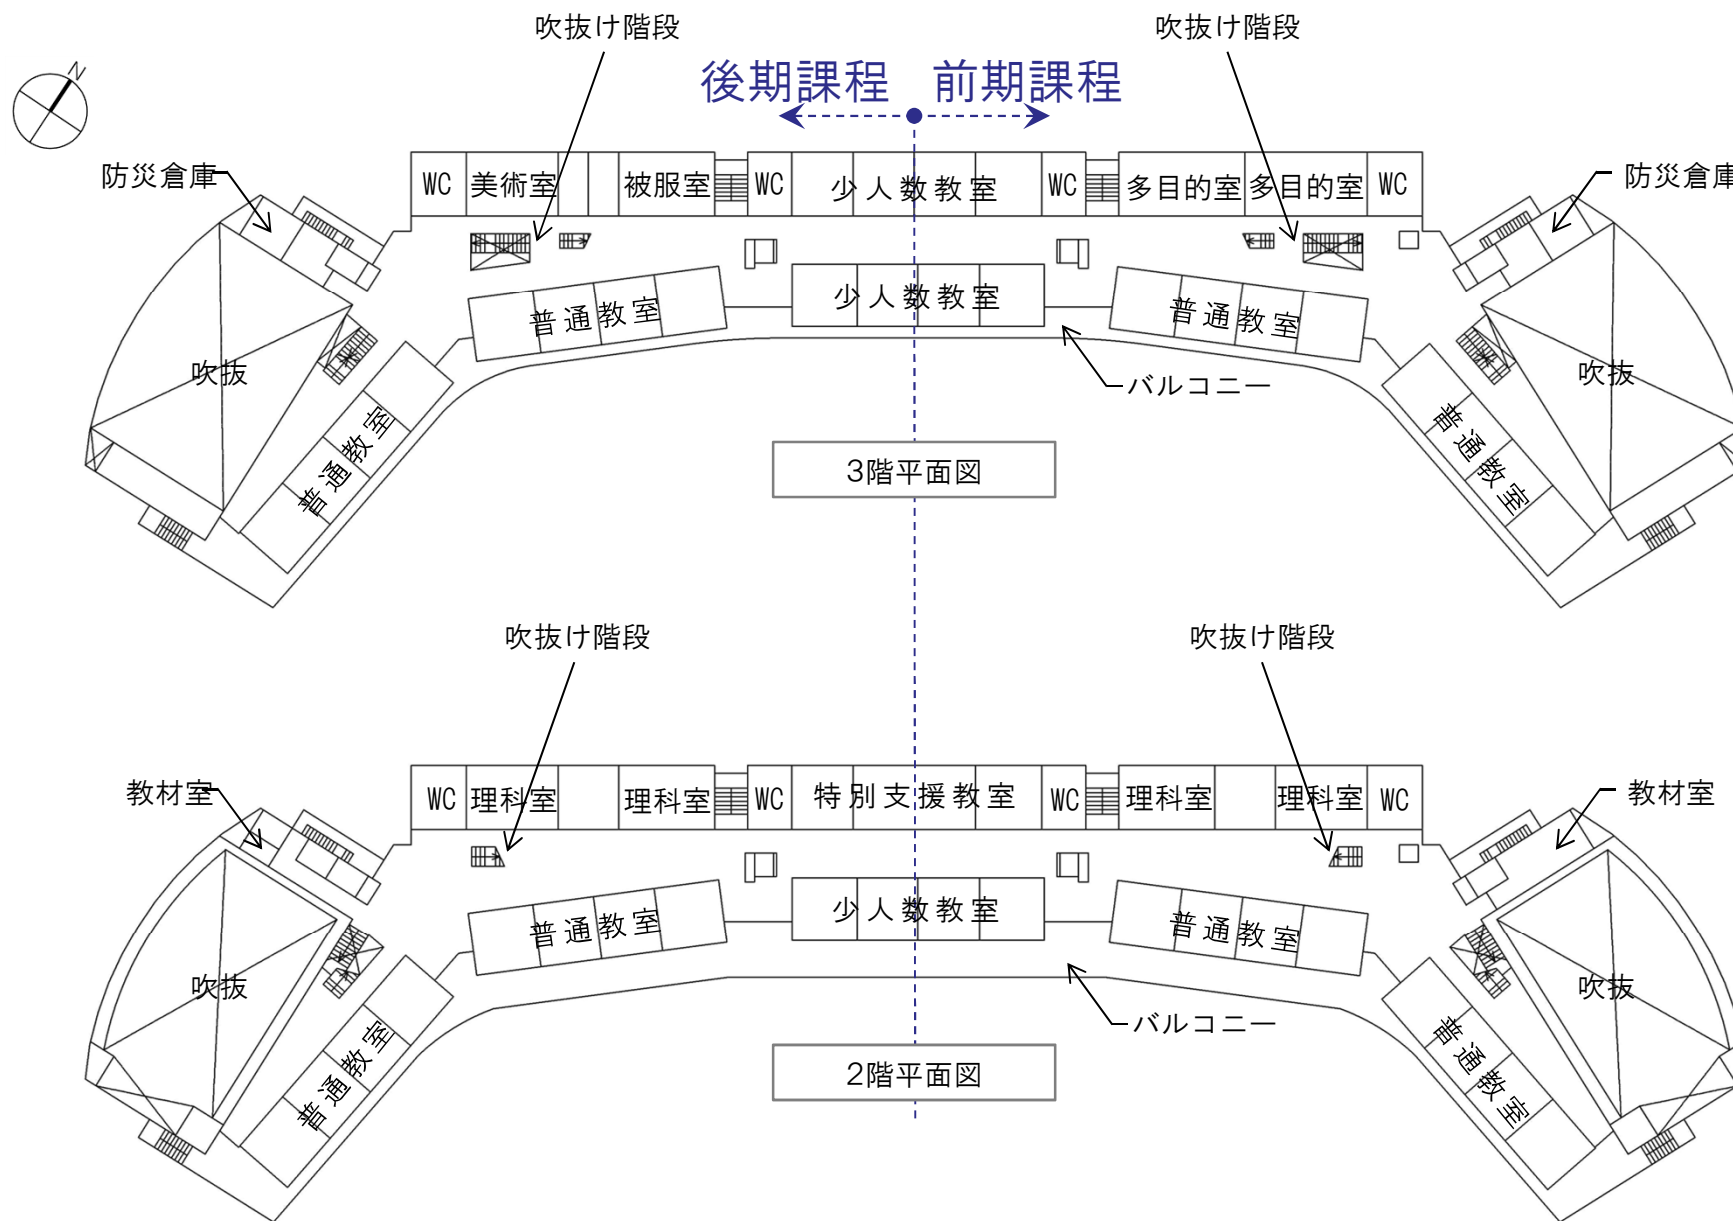 吹抜け階段
吹抜け階段
後期課程
前期課程
N
防災倉庫
WC
美術室
被服室
WC
少人数教室
WC
多目的室
多目的室
WC
防災倉庫
普通教室
少人数教室
普通教室
吹抜
吹抜
バルコニー
普通教室
普通教室
3階平面図
吹抜け階段
吹抜け階段
教材室
WC
理科室
理科室
WC
特別支援教室
WC
理科室
理科室
WC
教材室
普通教室
少人数教室
普通教室
吹抜
吹抜
バルコニー
普通教室
普通教室
2階平面図